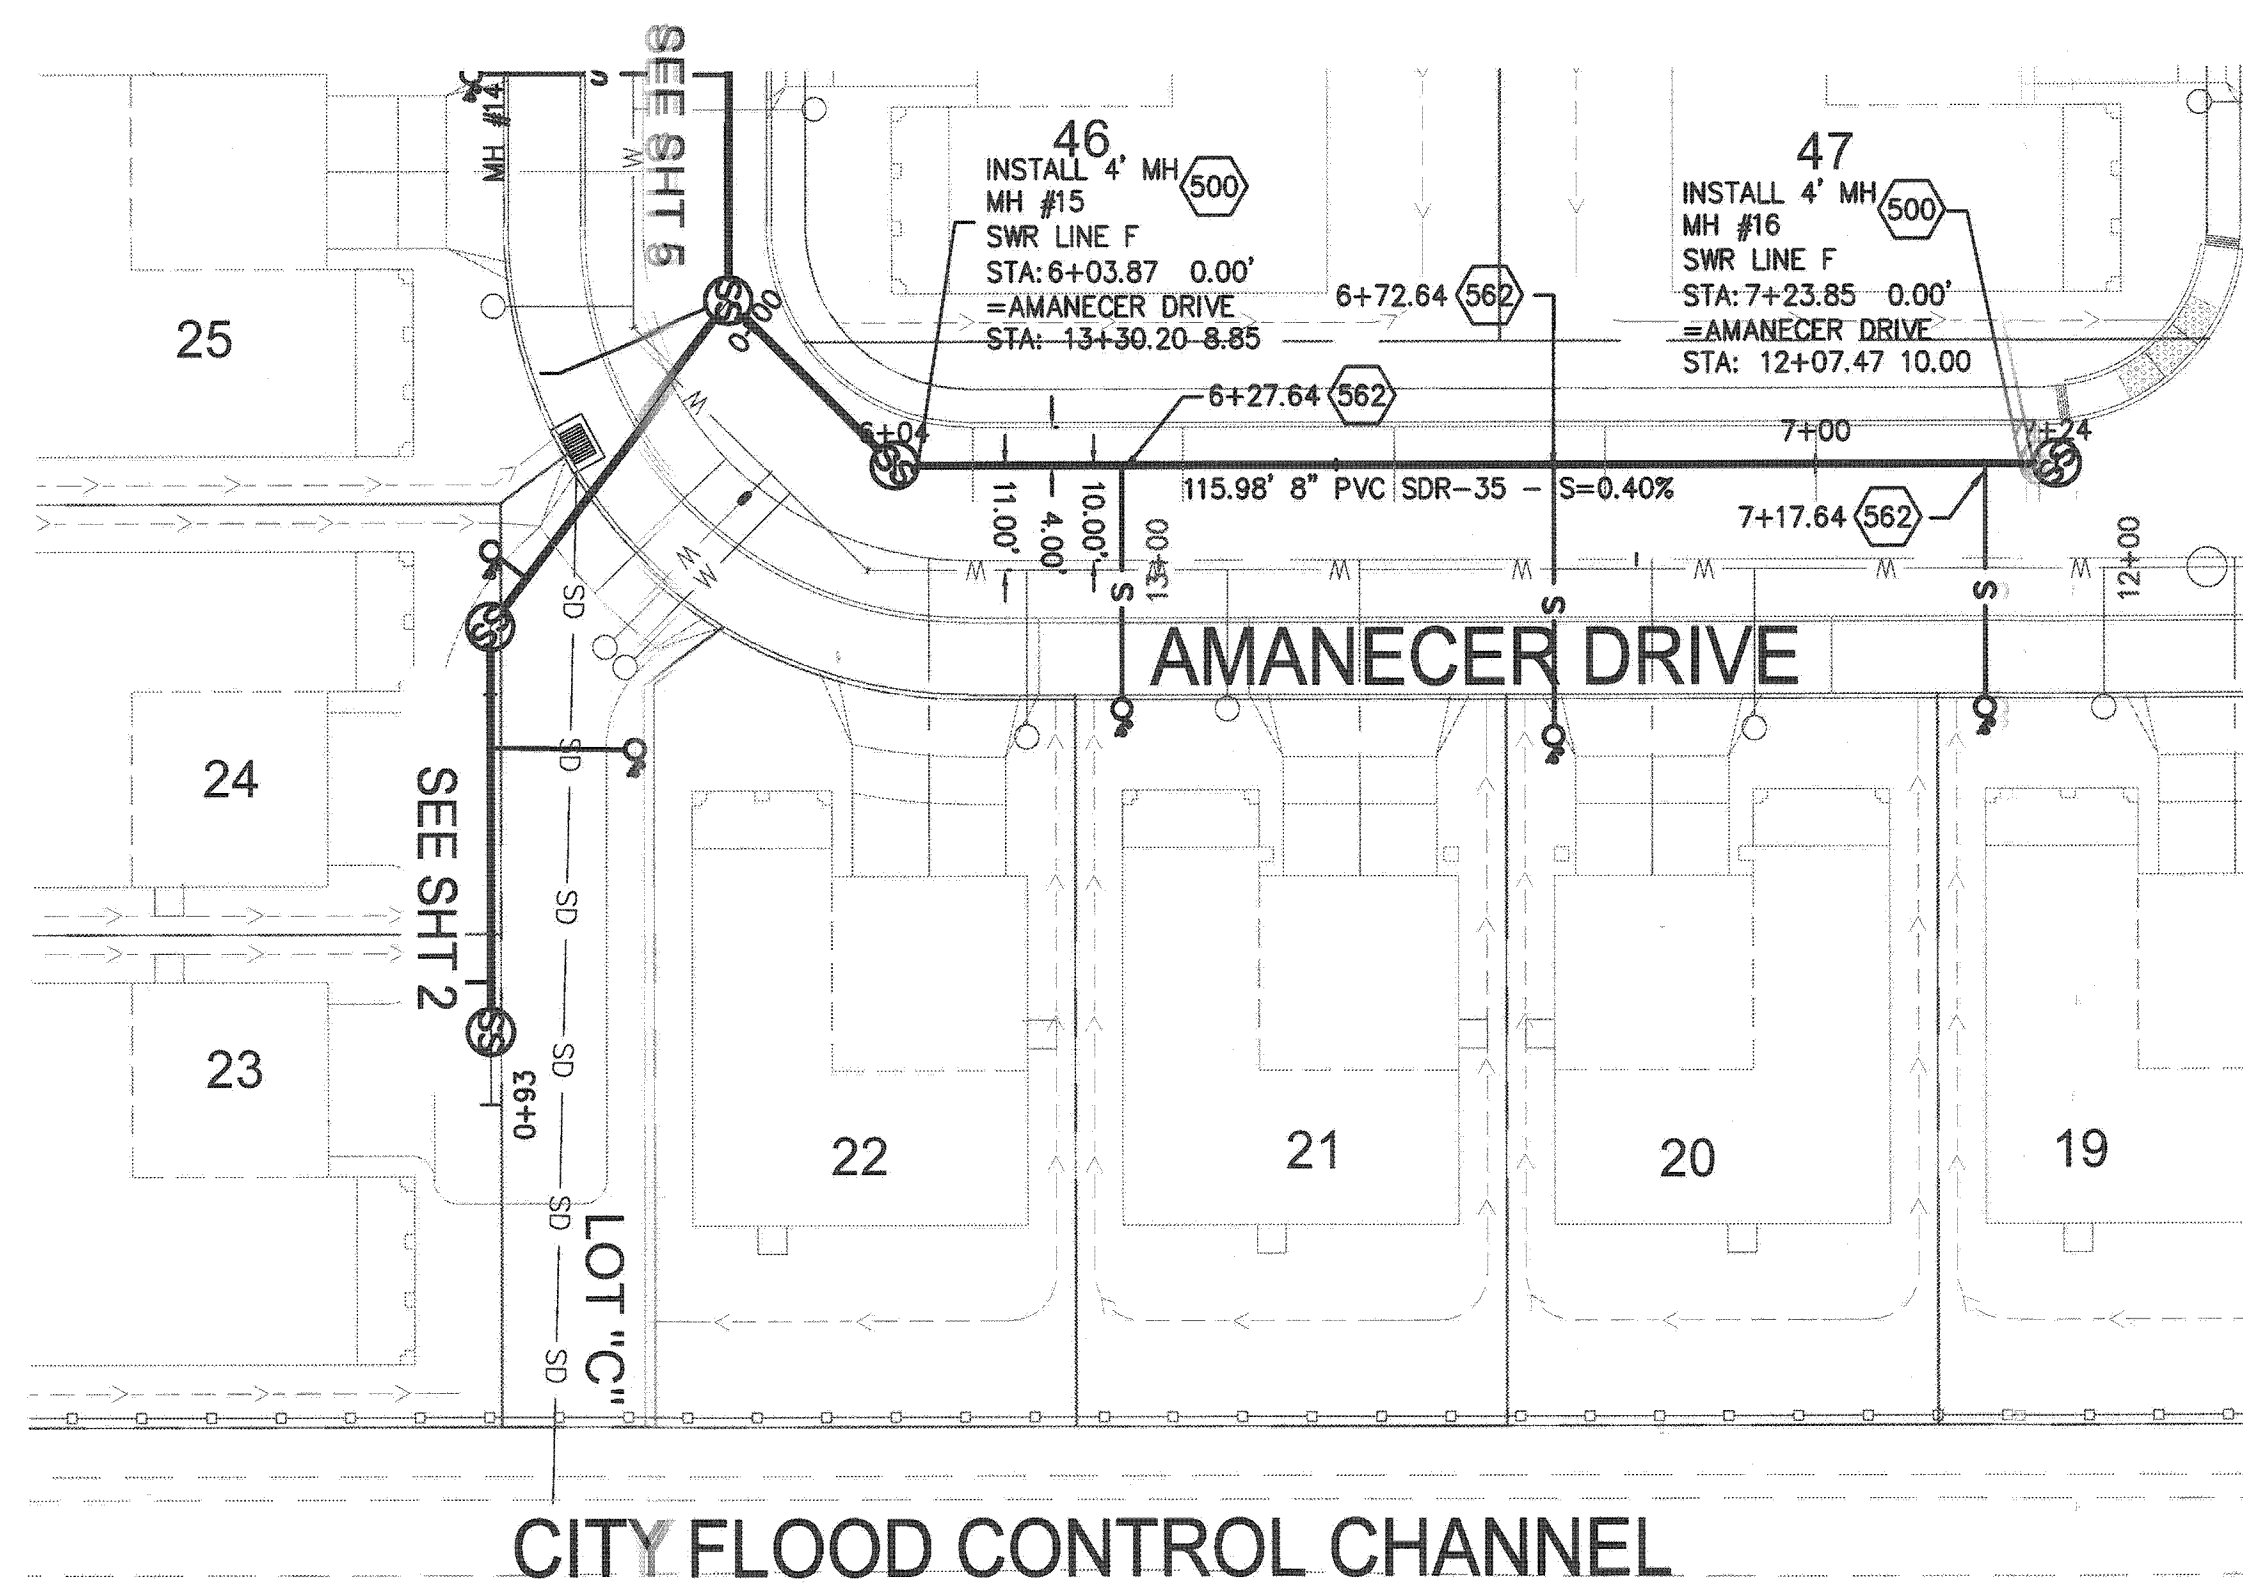 SEE SHT 5
MH #14
S
W
46
INSTALL 4' MH
MH #15
SWR LINE F
STA: 6+03.87 0.00'
=AMANECER DRIVE
STA: 13+30.20 8.85
500
47
INSTALL 4' MH
MH #16
SWR LINE F
STA: 7+23.85 0.00'
=AMANECER DRIVE
STA: 12+07.47 10.00
500
6+72.64 562
6+27.64 562
25
SS
0+00
W
6+04
SS
7+00
7+24
SS
115.98' 8" PVC SDR-35 - S=0.40%
11.00'
4.00'
10.00'
13+00
7+17.64 562
12+00
W
W
W W W W W W
S
S
S
SD
SS
AMANECER DRIVE
SD
24
SEE SHT 2
SD
SS
23
0+93
SD
22
21
20
19
SD
LOT "C"
SD
CITY FLOOD CONTROL CHANNEL